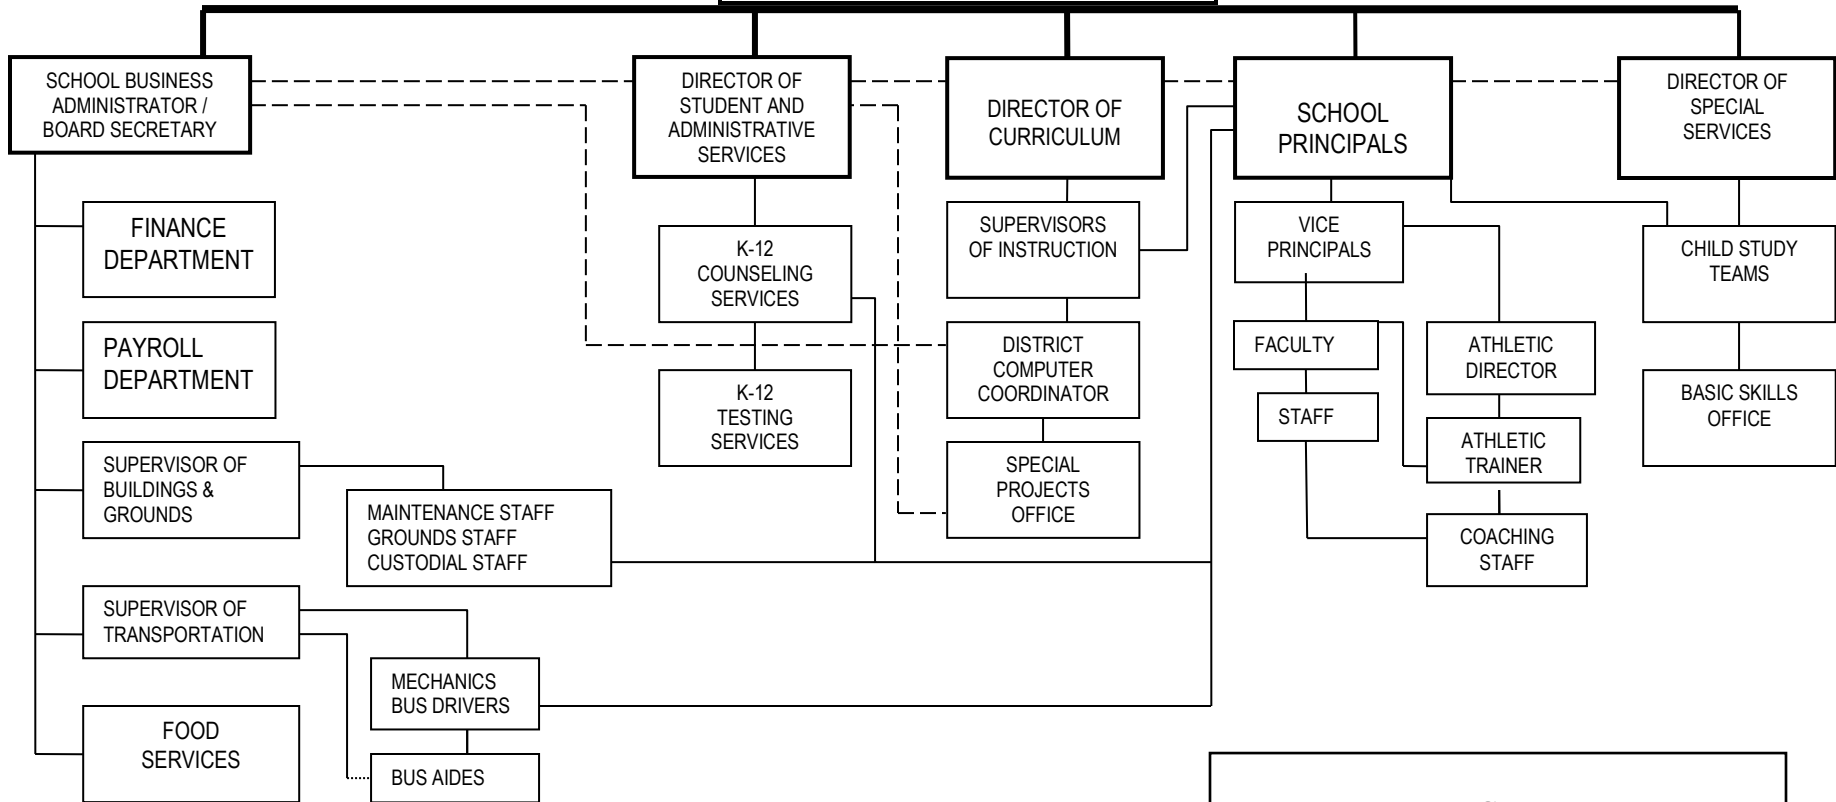 SCHOOL BUSINESS
ADMINISTRATOR /
BOARD SECRETARY
DIRECTOR OF
STUDENT AND
ADMINISTRATIVE
SERVICES
DIRECTOR OF
CURRICULUM
SCHOOL
PRINCIPALS
DIRECTOR OF
SPECIAL
SERVICES
FINANCE
DEPARTMENT
PAYROLL
DEPARTMENT
SUPERVISOR OF
BUILDINGS &
GROUNDS
MAINTENANCE STAFF
GROUNDS STAFF
CUSTODIAL STAFF
SUPERVISOR OF
TRANSPORTATION
MECHANICS
BUS DRIVERS
BUS AIDES
FOOD
SERVICES
K-12
COUNSELING
SERVICES
K-12
TESTING
SERVICES
SUPERVISORS
OF INSTRUCTION
DISTRICT
COMPUTER
COORDINATOR
SPECIAL
PROJECTS
OFFICE
VICE
PRINCIPALS
FACULTY
STAFF
ATHLETIC
DIRECTOR
ATHLETIC
TRAINER
COACHING
STAFF
CHILD STUDY
TEAMS
BASIC SKILLS
OFFICE